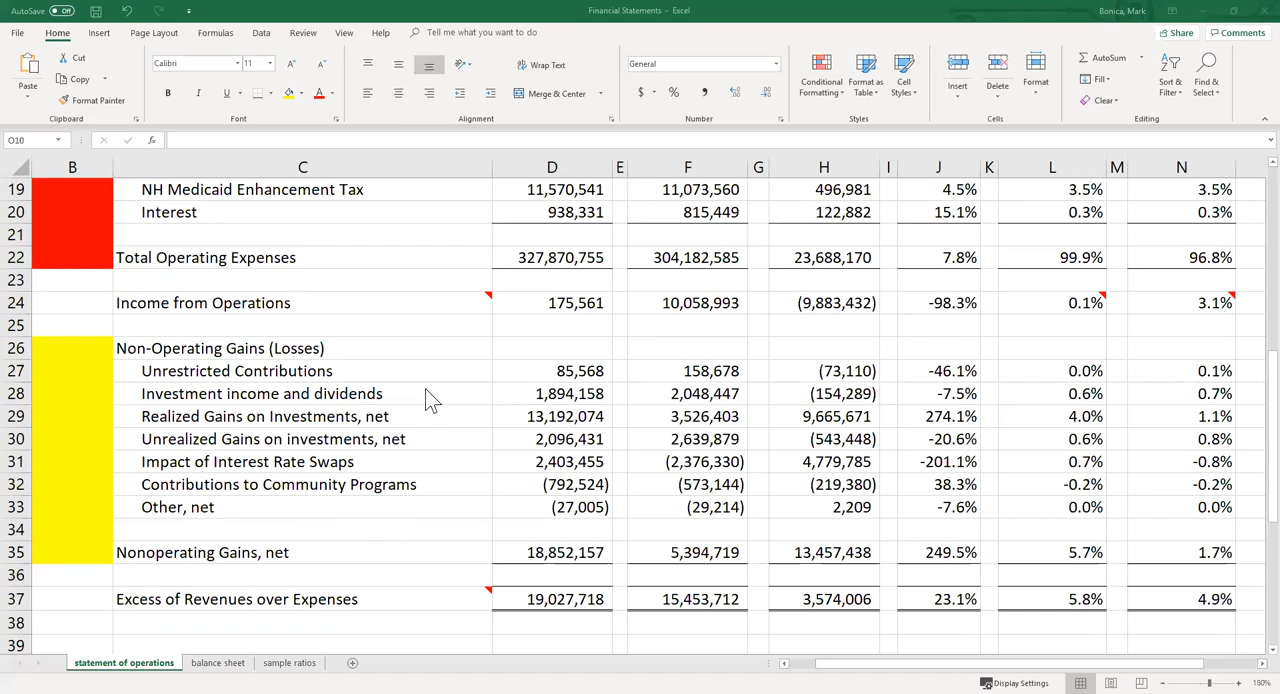 AutoSave Off Financial Statements - Excel Bonica, Mark
File Home Insert Page Layout Formulas Data Review View Help Tell me what you want to do Share Comments
Paste Cut Copy Format Painter Clipboard
Calibri 11 B I U A Font
Wrap Text Merge & Center Alignment
General $ % , Number
Conditional Formatting Format as Table Cell Styles Styles
Insert Delete Format Cells
AutoSum Fill Clear Sort & Filter Find & Select Editing
O10 fx
B C D E F G H I J K L M N
19 NH Medicaid Enhancement Tax 11,570,541 11,073,560 496,981 4.5% 3.5% 3.5%
20 Interest 938,331 815,449 122,882 15.1% 0.3% 0.3%
21
22 Total Operating Expenses 327,870,755 304,182,585 23,688,170 7.8% 99.9% 96.8%
23
24 Income from Operations 175,561 10,058,993 (9,883,432) -98.3% 0.1% 3.1%
25
26 Non-Operating Gains (Losses)
27 Unrestricted Contributions 85,568 158,678 (73,110) -46.1% 0.0% 0.1%
28 Investment income and dividends 1,894,158 2,048,447 (154,289) -7.5% 0.6% 0.7%
29 Realized Gains on Investments, net 13,192,074 3,526,403 9,665,671 274.1% 4.0% 1.1%
30 Unrealized Gains on investments, net 2,096,431 2,639,879 (543,448) -20.6% 0.6% 0.8%
31 Impact of Interest Rate Swaps 2,403,455 (2,376,330) 4,779,785 -201.1% 0.7% -0.8%
32 Contributions to Community Programs (792,524) (573,144) (219,380) 38.3% -0.2% -0.2%
33 Other, net (27,005) (29,214) 2,209 -7.6% 0.0% 0.0%
34
35 Nonoperating Gains, net 18,852,157 5,394,719 13,457,438 249.5% 5.7% 1.7%
36
37 Excess of Revenues over Expenses 19,027,718 15,453,712 3,574,006 23.1% 5.8% 4.9%
38
39
statement of operations balance sheet sample ratios
Display Settings 180%